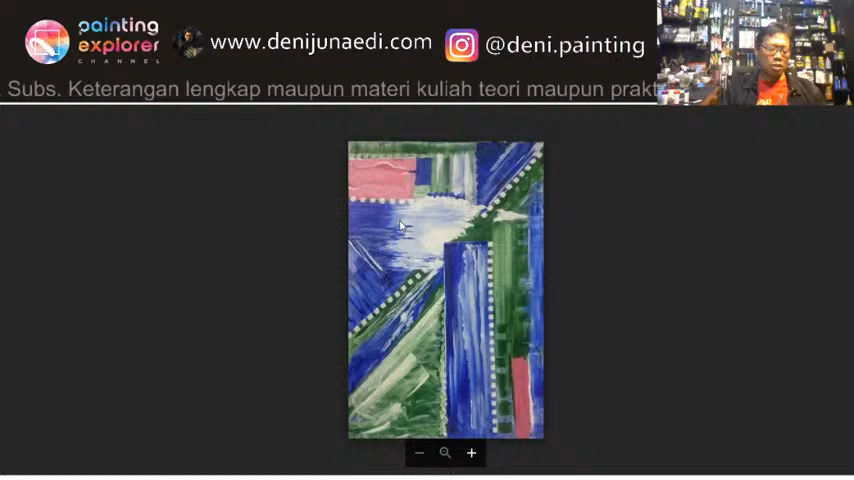 painting
explorer
CHANNEL
www.denijunaedi.com
@deni.painting
Subs. Keterangan lengkap maupun materi kuliah teori maupun prakt